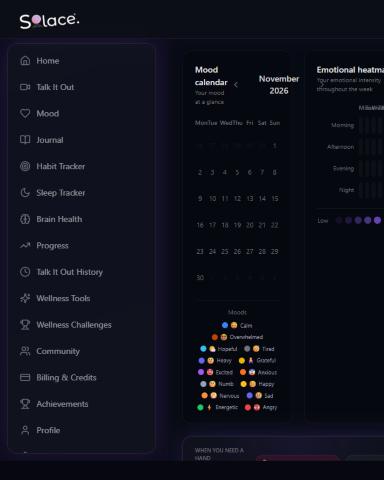 Solace.
Home
Talk It Out
Mood
Journal
Habit Tracker
Sleep Tracker
Brain Health
Progress
Talk It Out History
Wellness Tools
Wellness Challenges
Community
Billing & Credits
Achievements
Profile
Mood calendar
Your mood at a glance
November 2026
Mon Tue Wed Thu Fri Sat Sun
1
2 3 4 5 6 7 8
9 10 11 12 13 14 15
16 17 18 19 20 21 22
23 24 25 26 27 28 29
30
Moods
Calm
Overwhelmed
Hopeful Tired
Heavy Grateful
Excited Anxious
Numb Happy
Nervous Sad
Energetic Angry
Emotional heatma
Your emotional intensity throughout the week
Morning
Afternoon
Evening
Night
Low
WHEN YOU NEED A
HAND